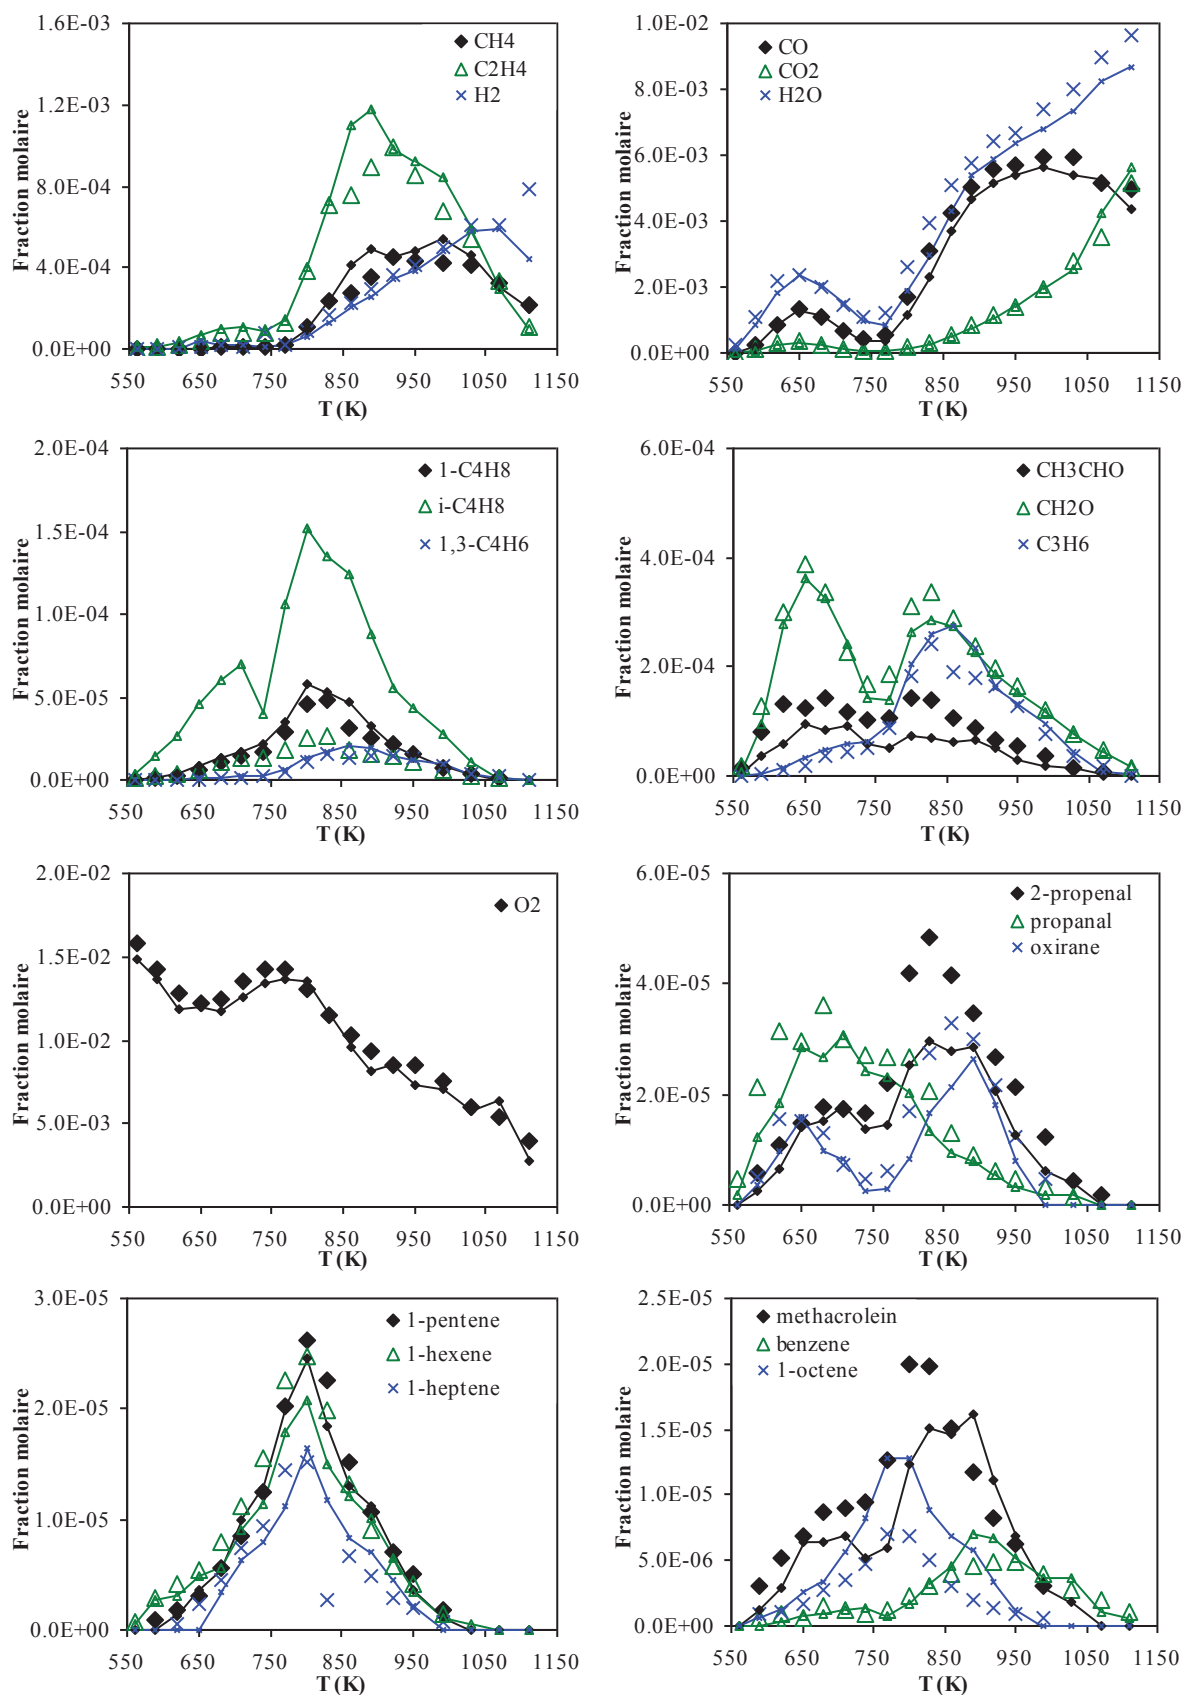 1.6E-03
1.2E-03
8.0E-04
4.0E-04
0.0E+00
Fraction molaire
CH4
C2H4
H2
550 650 750 850 950 1050 1150
T (K)
1.0E-02
8.0E-03
6.0E-03
4.0E-03
2.0E-03
0.0E+00
Fraction molaire
CO
CO2
H2O
550 650 750 850 950 1050 1150
T (K)
2.0E-04
1.5E-04
1.0E-04
5.0E-05
0.0E+00
Fraction molaire
1-C4H8
i-C4H8
1,3-C4H6
550 650 750 850 950 1050 1150
T (K)
6.0E-04
4.0E-04
2.0E-04
0.0E+00
Fraction molaire
CH3CHO
CH2O
C3H6
550 650 750 850 950 1050 1150
T (K)
2.0E-02
1.5E-02
1.0E-02
5.0E-03
0.0E+00
Fraction molaire
O2
550 650 750 850 950 1050 1150
T (K)
6.0E-05
4.0E-05
2.0E-05
0.0E+00
Fraction molaire
2-propenal
propanal
oxirane
550 650 750 850 950 1050 1150
T (K)
3.0E-05
2.0E-05
1.0E-05
0.0E+00
Fraction molaire
1-pentene
1-hexene
1-heptene
550 650 750 850 950 1050 1150
T (K)
2.5E-05
2.0E-05
1.5E-05
1.0E-05
5.0E-06
0.0E+00
Fraction molaire
methacrolein
benzene
1-octene
550 650 750 850 950 1050 1150
T (K)